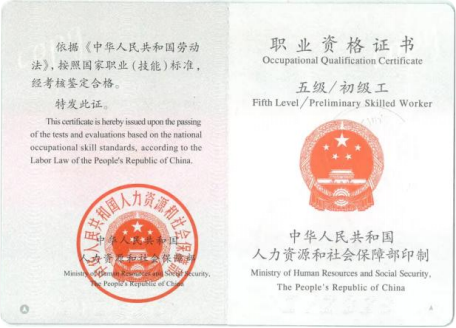 依据《中华人民共和国劳动
法》，按照国家职业（技能）标准，
经考核鉴定合格。
特发此证。
This certificate is hereby issued upon the passing
of the tests and evaluations based on the national
occupational skill standards, according to the
Labor Law of the People's Republic of China.
中华人民共和国人力资源和社会保障部
中华人民共和国
人力资源和社会保障部
Ministry of Human Resources and Social Security,
The People's Republic of China
职业资格证书
Occupational Qualification Certificate
五级/初级工
Fifth Level/Preliminary Skilled Worker
中华人民共和国
人力资源和社会保障部印制
Ministry of Human Resources and Social Security,
The People's Republic of China